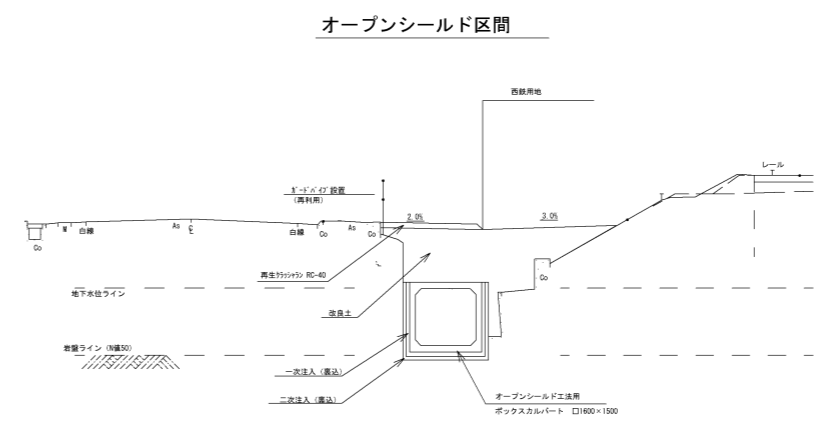 オープンシールド区間
西鉄用地
レール
ガードパイプ設置
(再利用)
2.0%
3.0%
W
白線
As
C
L
白線
Co
As
Co
Co
Co
再生クラッシャラン RC-40
地下水位ライン
改良土
岩盤ライン (N値50)
一次注入 (裏込)
二次注入 (裏込)
オープンシールド工法用
ボックスカルバート □1600×1500